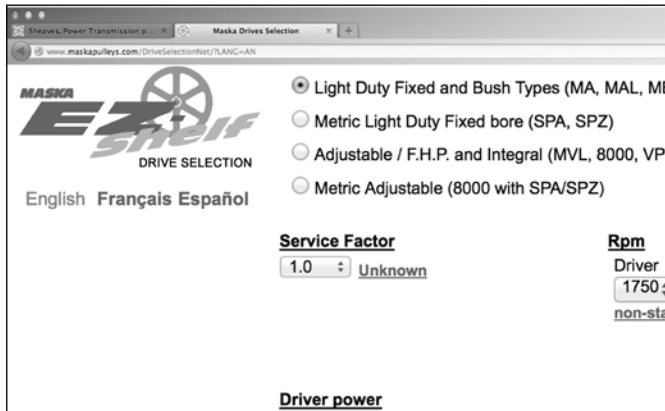 Sheaves, Power Transmission p...
Maska Drives Selection
www.maskapulleys.com/DriveSelectionNet/?LANG=AN
MASKA
EZ-
shelf
DRIVE SELECTION
English Français Español
Light Duty Fixed and Bush Types (MA, MAL, ME
Metric Light Duty Fixed bore (SPA, SPZ)
Adjustable / F.H.P. and Integral (MVL, 8000, VP
Metric Adjustable (8000 with SPA/SPZ)
Service Factor
1.0 Unknown
Rpm
Driver
1750
non-sta
Driver power